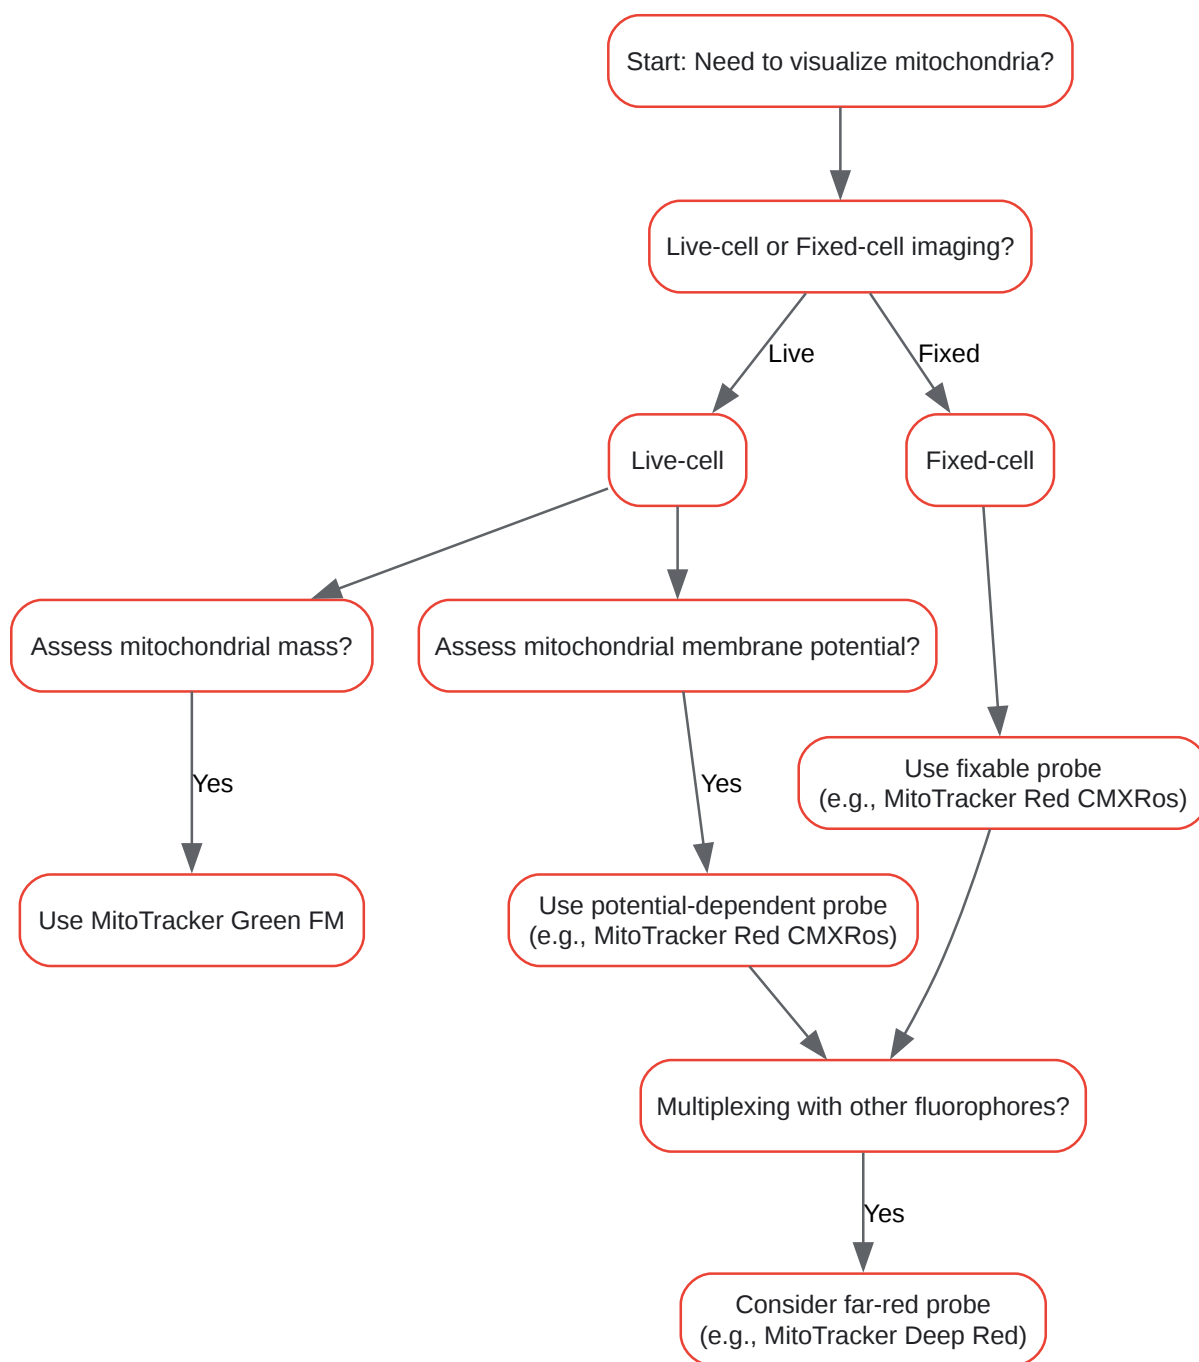 Start: Need to visualize mitochondria?
Live-cell or Fixed-cell imaging?
Live
Fixed
Live-cell
Fixed-cell
Assess mitochondrial mass?
Assess mitochondrial membrane potential?
Yes
Yes
Use fixable probe
(e.g., MitoTracker Red CMXRos)
Use MitoTracker Green FM
Use potential-dependent probe
(e.g., MitoTracker Red CMXRos)
Multiplexing with other fluorophores?
Yes
Consider far-red probe
(e.g., MitoTracker Deep Red)